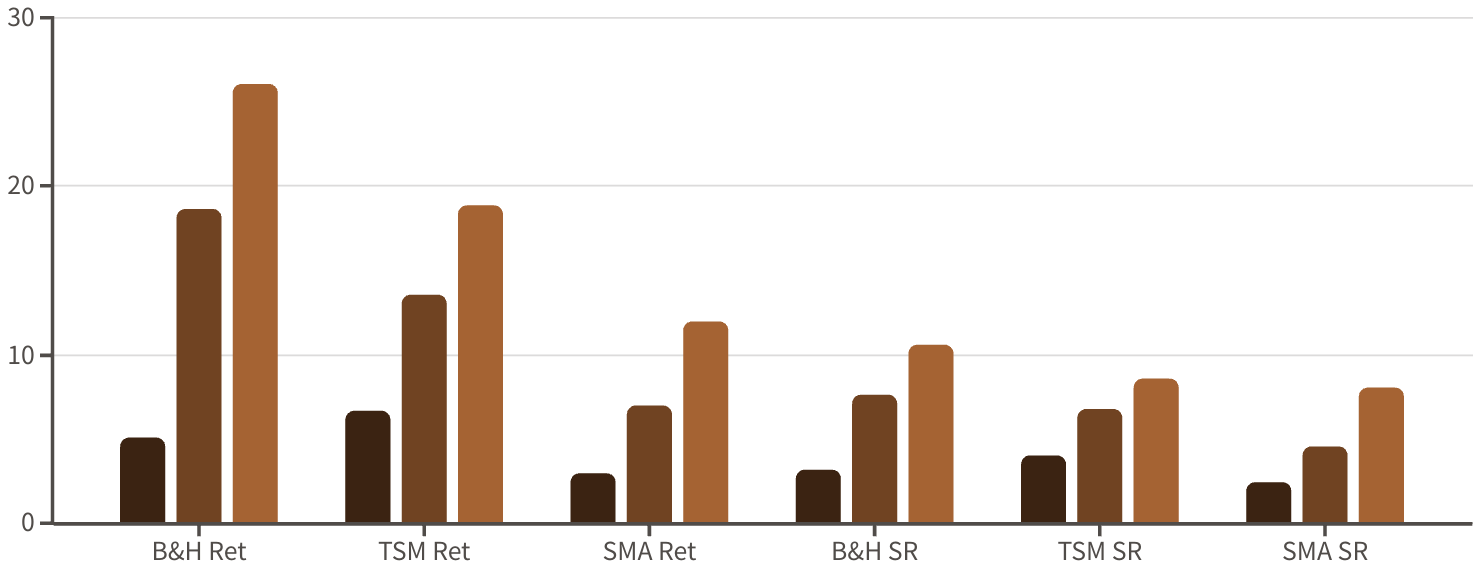 30
20
10
0
B&H Ret
TSM Ret
SMA Ret
B&H SR
TSM SR
SMA SR